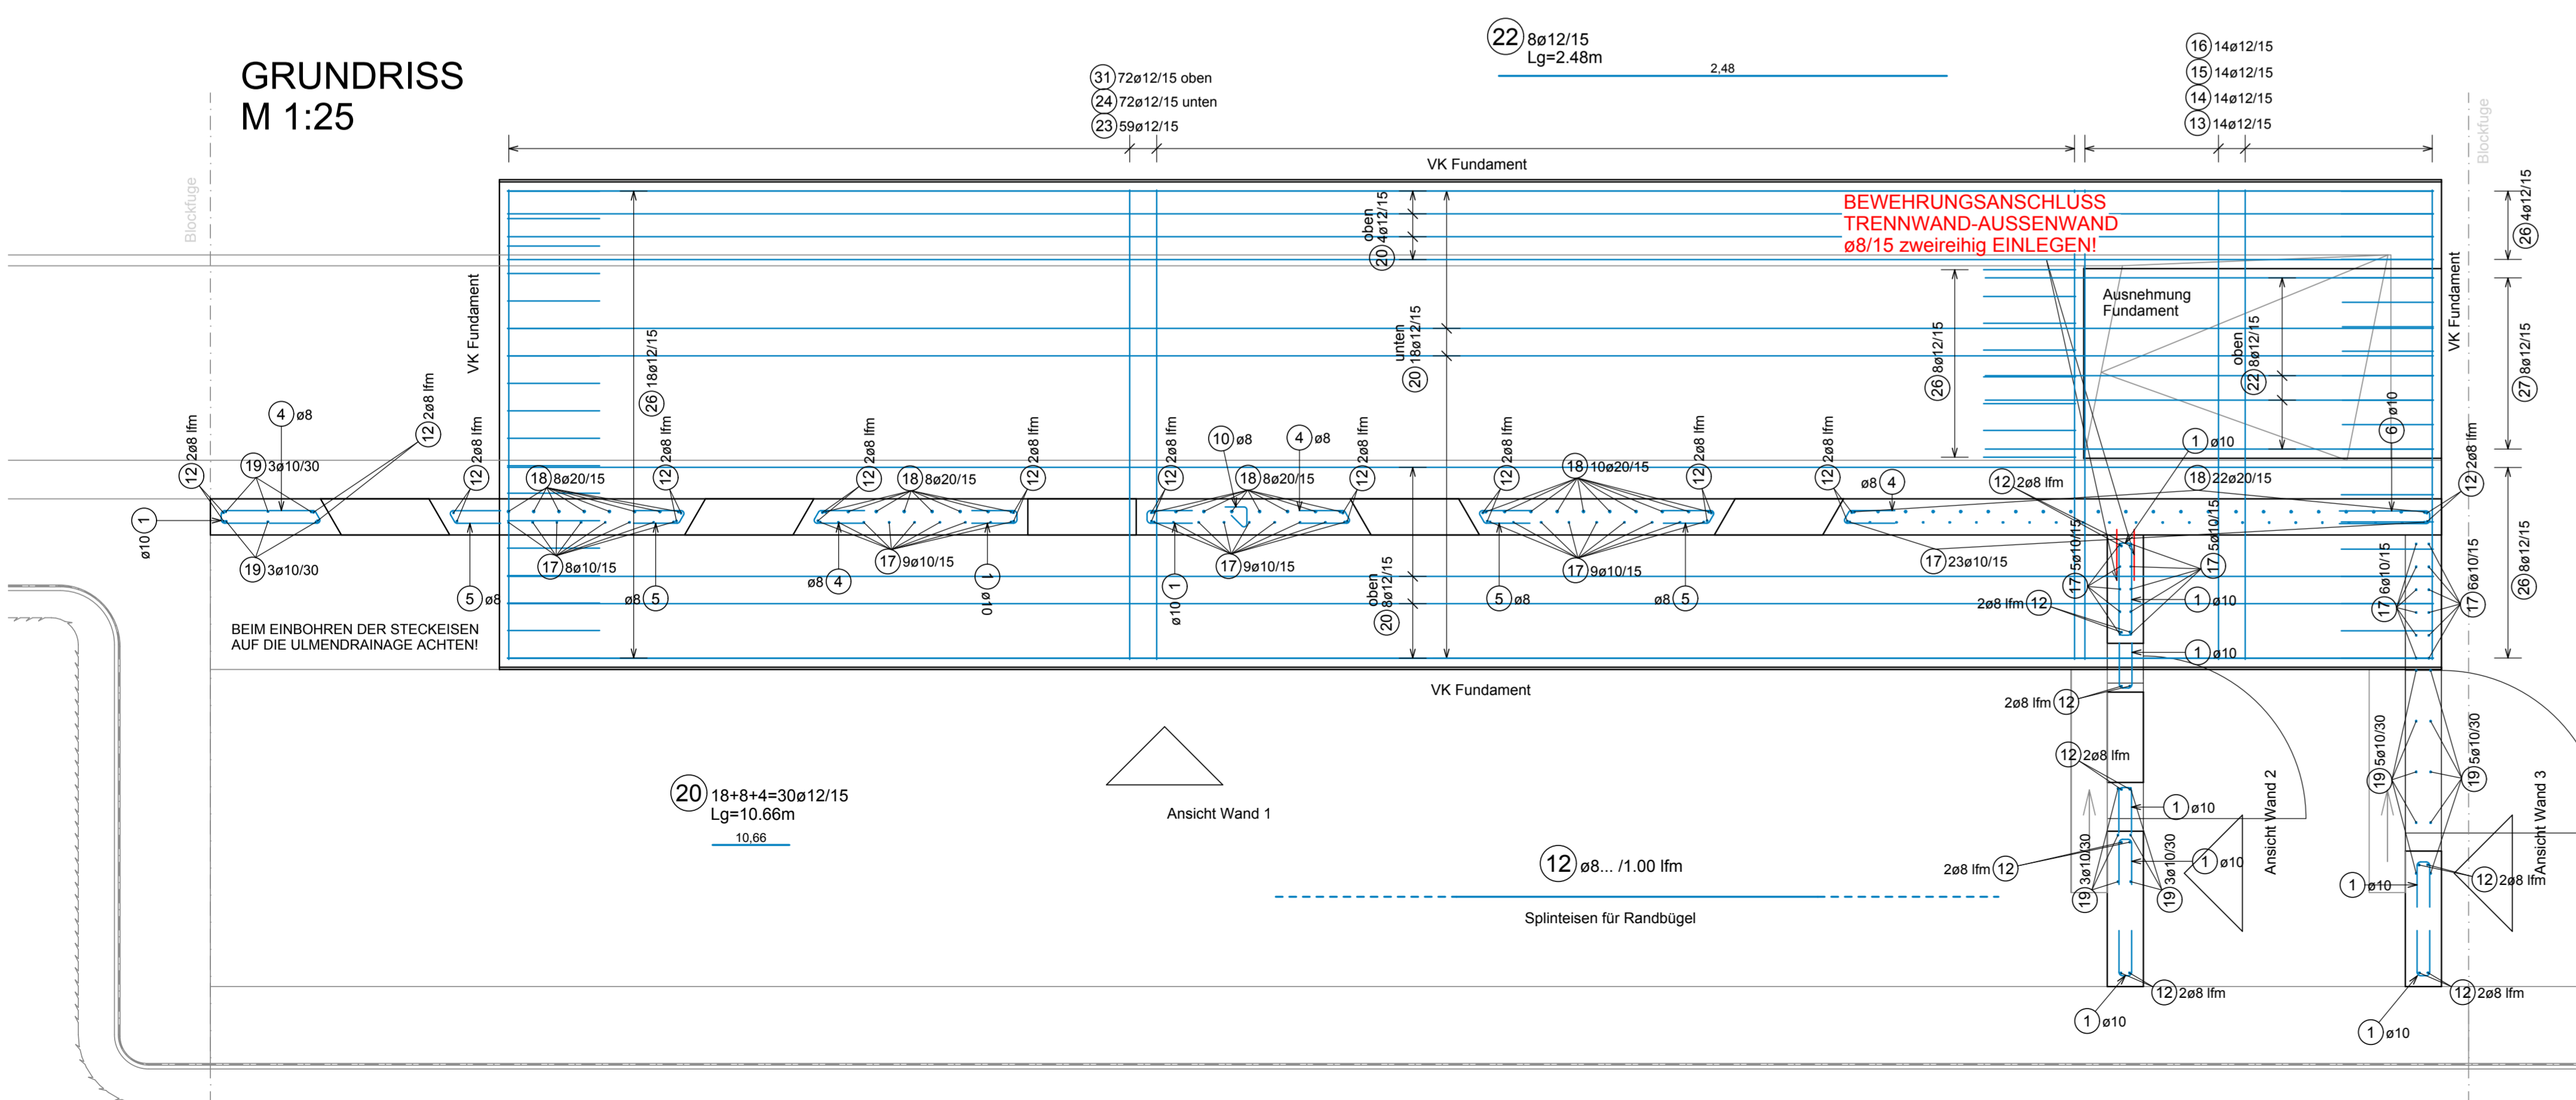 GRUNDRISS
M 1:25
22 8ø12/15
Lg=2.48m
2,48
31 72ø12/15 oben
24 72ø12/15 unten
23 59ø12/15
16 14ø12/15
15 14ø12/15
14 14ø12/15
13 14ø12/15
Blockfuge
Blockfuge
VK Fundament
BEWEHRUNGSANSCHLUSS
TRENNWAND-AUSSENWAND
ø8/15 zweireihig EINLEGEN!
oben
20 4ø12/15
26 4ø12/15
VK Fundament
VK Fundament
26 18ø12/15
unten
20 18ø12/15
26 8ø12/15
Ausnehmung
Fundament
oben
22 8ø12/15
27 8ø12/15
6 ø10
12 2ø8 lfm
4 ø8
12 2ø8 lfm
12 2ø8 lfm
12 2ø8 lfm
12 2ø8 lfm
12 2ø8 lfm
12 2ø8 lfm
10 ø8
4 ø8
12 2ø8 lfm
12 2ø8 lfm
12 2ø8 lfm
12 2ø8 lfm
1 ø10
12 2ø8 lfm
19 3ø10/30
18 8ø20/15
18 8ø20/15
18 8ø20/15
18 10ø20/15
ø8 4
12 2ø8 lfm
18 22ø20/15
1 ø10
19 3ø10/30
17 8ø10/15
17 9ø10/15
17 9ø10/15
17 9ø10/15
17 23ø10/15
17 5ø10/15
17 5ø10/15
17 6ø10/15
17 6ø10/15
26 8ø12/15
5 ø8
ø8 5
ø8 4
1 ø10
1 ø10
oben
20 8ø12/15
5 ø8
ø8 5
2ø8 lfm 12
1 ø10
BEIM EINBOHREN DER STECKEISEN
AUF DIE ULMENDRAINAGE ACHTEN!
1 ø10
VK Fundament
2ø8 lfm 12
12 2ø8 lfm
19 5ø10/30
19 5ø10/30
20 18+8+4=30ø12/15
Lg=10.66m
10,66
Ansicht Wand 1
1 ø10
Ansicht Wand 2
Ansicht Wand 3
12 ø8... /1.00 lfm
Splinteisen für Randbügel
2ø8 lfm 12
1 ø10
19 3ø10/30
19 3ø10/30
1 ø10
12 2ø8 lfm
12 2ø8 lfm
12 2ø8 lfm
1 ø10
1 ø10